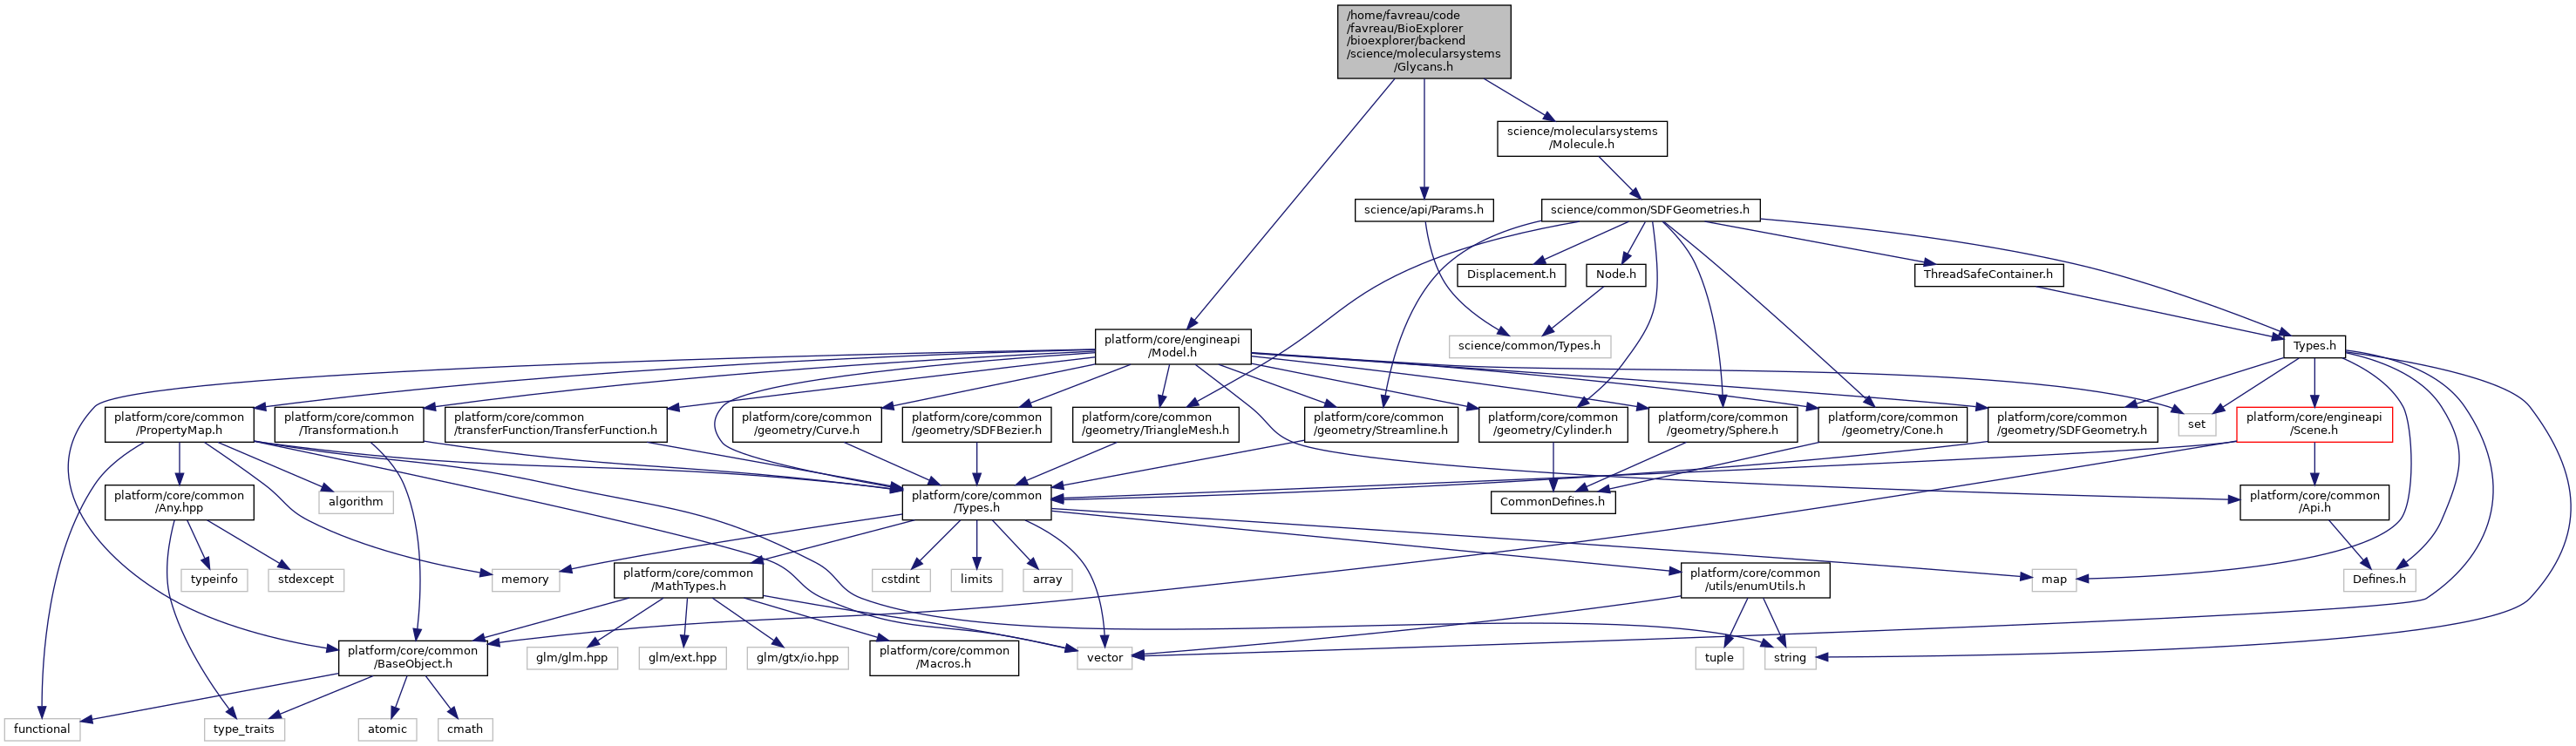 /home/favreau/code
/favreau/BioExplorer
/bioexplorer/backend
/science/molecularsystems
/Glycans.h
science/molecularsystems
/Molecule.h
science/api/Params.h
science/common/SDFGeometries.h
Displacement.h
Node.h
ThreadSafeContainer.h
platform/core/engineapi
/Model.h
science/common/Types.h
Types.h
platform/core/common
/PropertyMap.h
platform/core/common
/Transformation.h
platform/core/common
/transferFunction/TransferFunction.h
platform/core/common
/geometry/Curve.h
platform/core/common
/geometry/SDFBezier.h
platform/core/common
/geometry/TriangleMesh.h
platform/core/common
/geometry/Streamline.h
platform/core/common
/geometry/Cylinder.h
platform/core/common
/geometry/Sphere.h
platform/core/common
/geometry/Cone.h
platform/core/common
/geometry/SDFGeometry.h
set
platform/core/engineapi
/Scene.h
platform/core/common
/Any.hpp
algorithm
platform/core/common
/Types.h
CommonDefines.h
platform/core/common
/Api.h
typeinfo
stdexcept
memory
platform/core/common
/MathTypes.h
cstdint
limits
array
platform/core/common
/utils/enumUtils.h
map
Defines.h
platform/core/common
/BaseObject.h
glm/glm.hpp
glm/ext.hpp
glm/gtx/io.hpp
platform/core/common
/Macros.h
vector
tuple
string
functional
type_traits
atomic
cmath